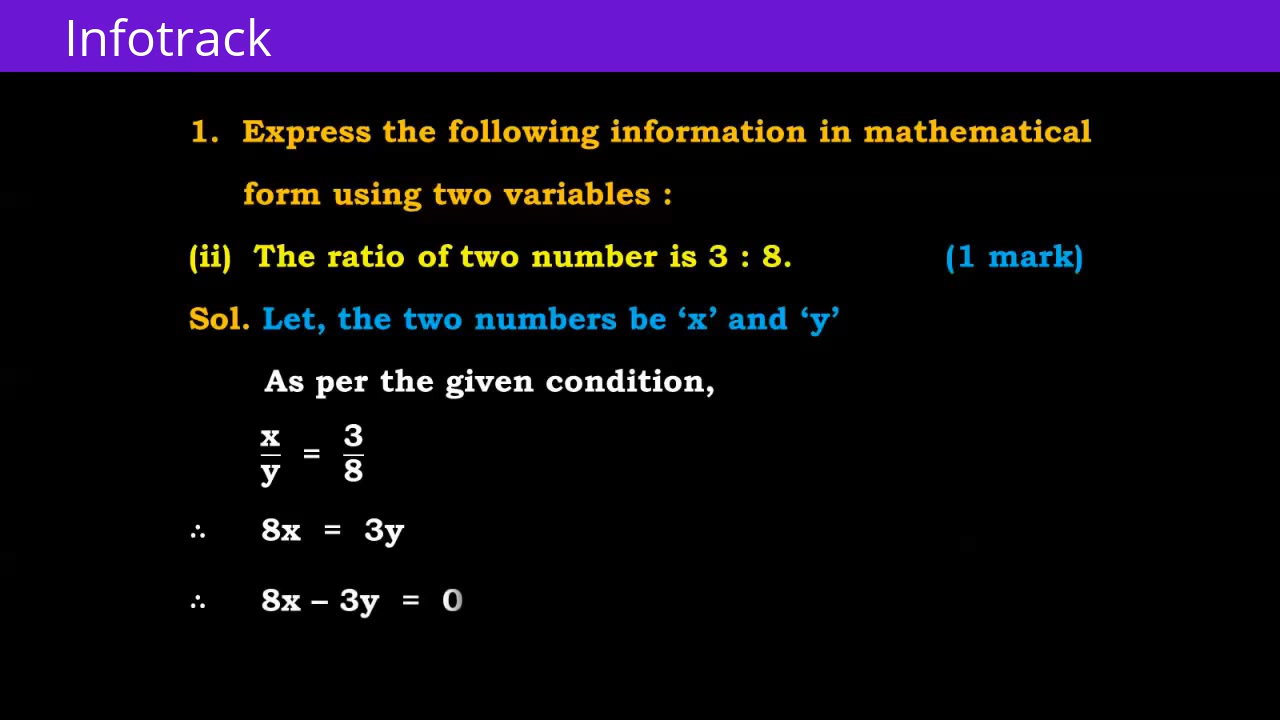 Infotrack
1. Express the following information in mathematical
form using two variables :
(ii) The ratio of two number is 3 : 8. (1 mark)
Sol. Let, the two numbers be ‘x’ and ‘y’
As per the given condition,
x/y = 3/8
∴ 8x = 3y
∴ 8x – 3y = 0